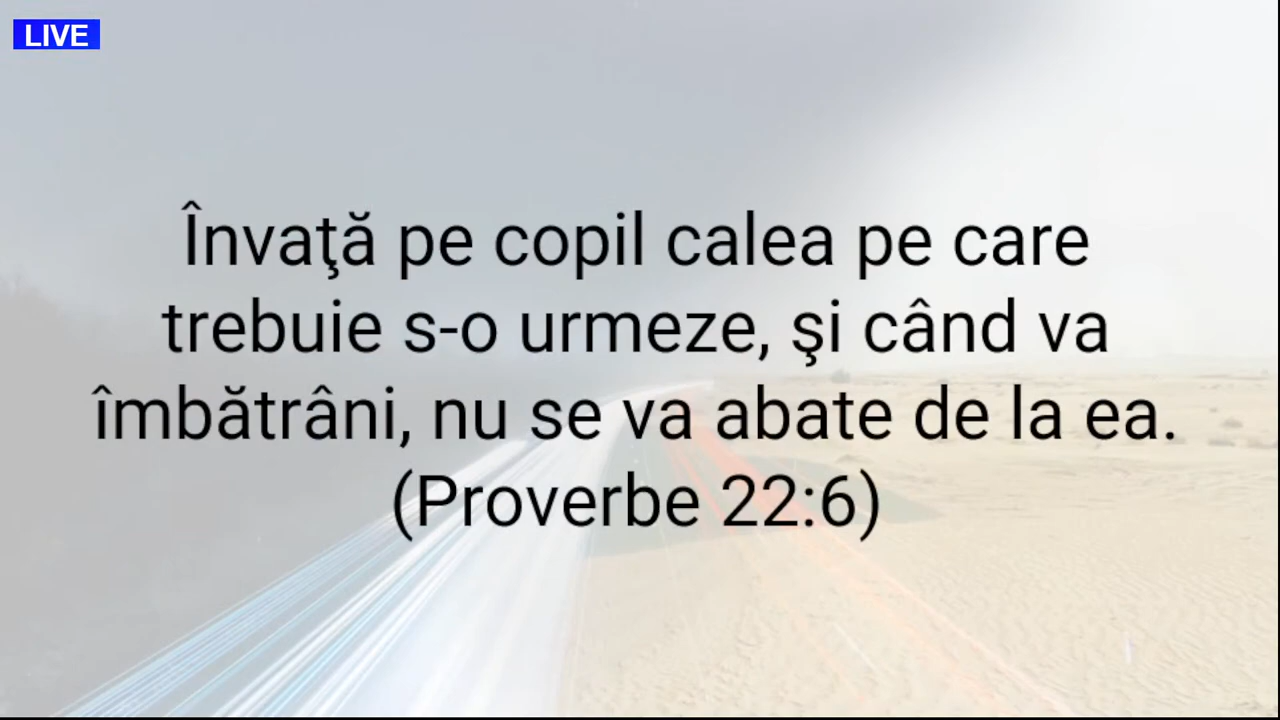 LIVE
Învaţă pe copil calea pe care
trebuie s-o urmeze, şi când va
îmbătrâni, nu se va abate de la ea.
(Proverbe 22:6)